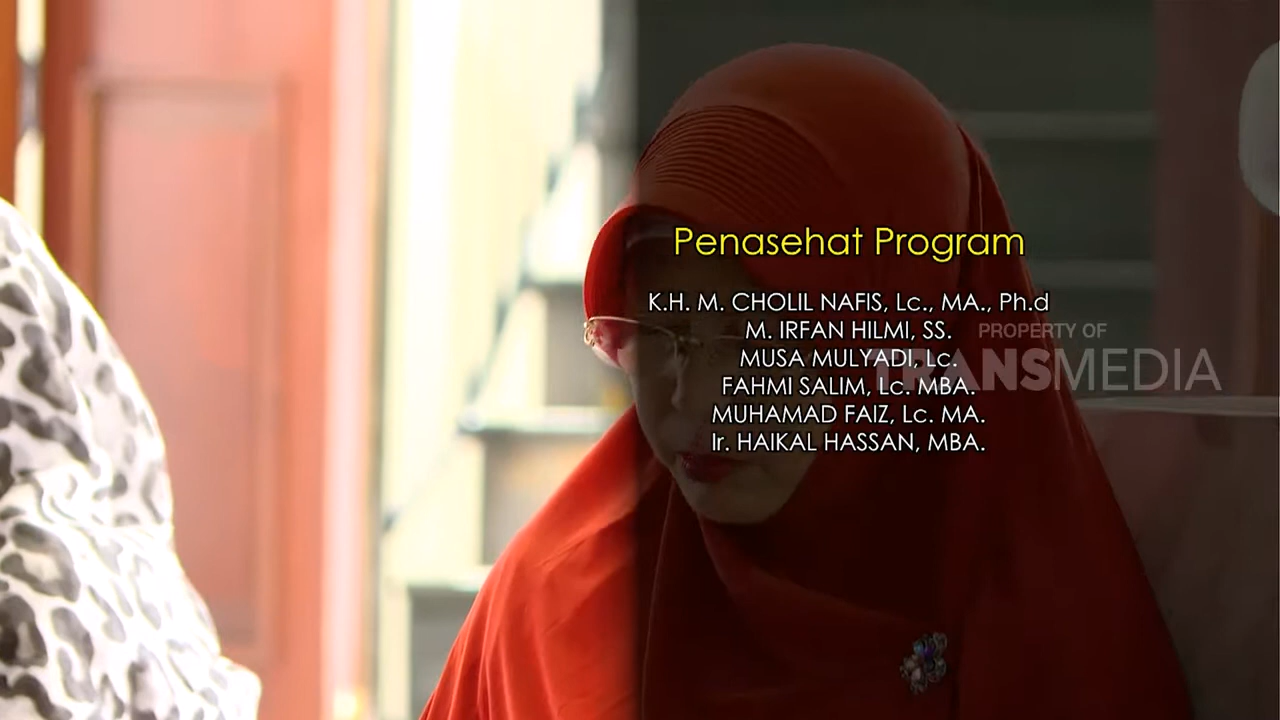 Penasehat Program
K.H. M. CHOLIL NAFIS, Lc., MA., Ph.d
M. IRFAN HILMI, SS.
MUSA MULYADI, Lc.
FAHMI SALIM, Lc. MBA.
MUHAMAD FAIZ, Lc. MA.
Ir. HAIKAL HASSAN, MBA.
PROPERTY OF
TRANSMEDIA